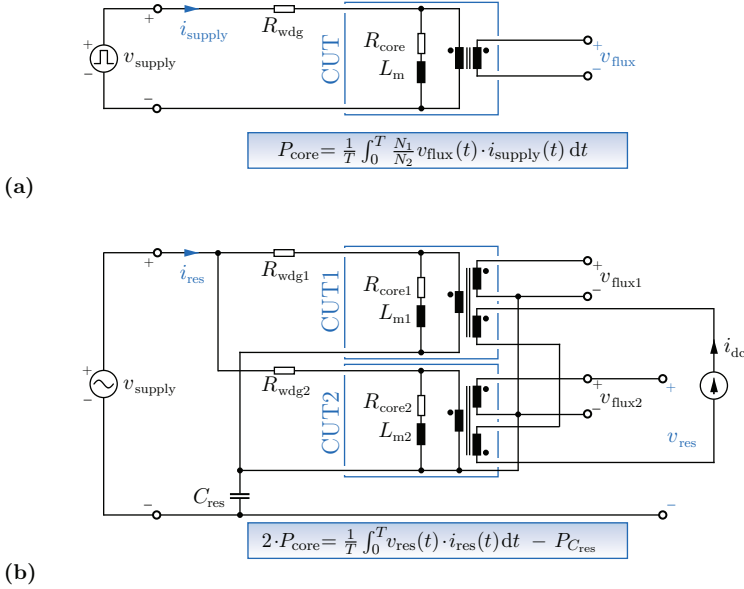 i_supply
R_wdg
CUT
R_core
L_m
+
−
v_supply
+
−
v_flux
−
P_core = 1/T ∫_0^T N_1/N_2 v_flux(t) · i_supply(t) dt
(a)
+
i_res
R_wdg1
CUT1
R_core1
L_m1
+
−
v_flux1
i_dc
+
−
v_supply
R_wdg2
CUT2
R_core2
L_m2
+
−
v_flux2
+
v_res
C_res
−
−
2 · P_core = 1/T ∫_0^T v_res(t) · i_res(t) dt − P_C_res
(b)